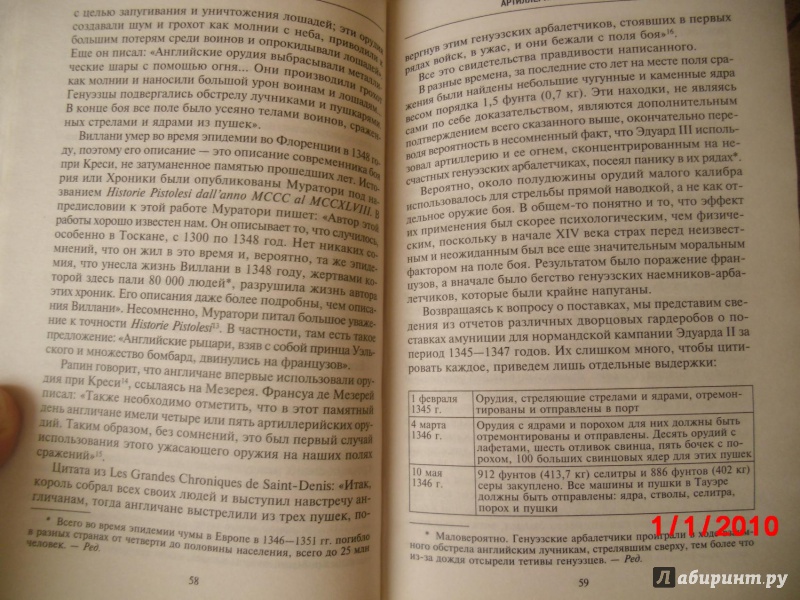 с целью запугивания и уничтожения лошадей; эти орудия
создавали шум и грохот как молнии с неба, приводили к
большим потерям среди воинов и опрокидывали лошадей».
Еще он писал: «Английские орудия выбрасывали металли-
ческие шары с помощью огня... Они производили грохот
как молнии и наносили большой урон воинам и лошадям.
Генуэзцы подвергались обстрелу лучниками и пушкарями.
В конце боя все поле было усеяно телами воинов, сражен-
ных стрелами и ядрами из пушек».
Виллани умер во время эпидемии во Флоренции в 1348 го-
ду, поэтому его описание — это описание современника боя
при Креси, не затуманенное памятью прошедших лет. Исто-
рия или Хроники были опубликованы Муратори под на-
званием Historie Pistolesi dall'anno MCCC al MCCXLVIII. В
предисловии к этой работе Муратори пишет: «Автор этой
работы хорошо известен нам. Он описывает то, что случилось,
особенно в Тоскане, с 1300 по 1348 год. Нет никаких со-
мнений, что он жил в это время и, вероятно, та же эпиде-
мия, что унесла жизнь Виллани в 1348 году, жертвами ко-
торой здесь пали 80 000 людей*, разрушила жизнь автора
этих хроник. Его описания даже более подробны, чем описа-
ния Виллани». Несомненно, Муратори питал большое уваже-
ние к точности Historie Pistolesi¹³. В частности, там есть такое
предложение: «Английские рыцари, взяв с собой принца Уэль-
ского и множество бомбард, двинулись на французов».
Рапин говорит, что англичане впервые использовали ору-
дия при Креси¹⁴, ссылаясь на Мезерея. Франсуа де Мезерей
писал: «Также необходимо отметить, что в этот памятный
день англичане имели четыре или пять артиллерийских ору-
дий. Таким образом, без сомнений, это был первый случай
использования этого ужасающего оружия на наших полях
сражений»¹⁵.
Цитата из Les Grandes Chroniques de Saint-Denis: «Итак,
король собрал всех своих людей и выступил навстречу ан-
гличанам, тогда англичане выстрелили из трех пушек, по-
* Всего во время эпидемии чумы в Европе в 1346—1351 гг. погибло
в разных странах от четверти до половины населения, всего до 25 млн
человек. — Ред.
58
АРТИЛЛЕР
вергнув этим генуэзских арбалетчиков, стоявших в первых
рядах войск, в ужас, и они бежали с поля боя»¹⁶.
Все это свидетельства правдивости написанного.
В разные времена, за последние сто лет на месте поля сра-
жения были найдены небольшие чугунные и каменные ядра
весом порядка 1,5 фунта (0,7 кг). Эти находки, не являясь
сами по себе доказательством, являются дополнительным
подтверждением всего сказанного выше, окончательно пере-
водя вероятность в несомненный факт, что Эдуард III исполь-
зовал артиллерию и ее огнем, сконцентрированным на не-
счастных генуэзских арбалетчиках, посеял панику в их рядах*.
Вероятно, около полудюжины орудий малого калибра
использовалось для стрельбы прямой наводкой, а не как от-
дельное оружие боя. В общем-то понятно и то, что эффект
их применения был скорее психологическим, чем физиче-
ским, поскольку в начале XIV века страх перед неизвест-
ным и неожиданным был все еще значительным моральным
фактором на поле боя. Результатом было поражение фран-
цузов, а вначале было бегство генуэзских наемников-арба-
летчиков, которые были крайне напуганы.
Возвращаясь к вопросу о поставках, мы представим све-
дения из отчетов различных дворцовых гардеробов о по-
ставках амуниции для нормандской кампании Эдуарда II за
период 1345—1347 годов. Их слишком много, чтобы цити-
ровать каждое, приведем лишь отдельные выдержки:
1 февраля Орудия, стреляющие стрелами и ядрами, отремон-
1345 г. тированы и отправлены в порт
4 марта Орудия с ядрами и порохом для них должны быть
1346 г. отремонтированы и отправлены. Десять орудий с
лафетами, шесть отливок свинца, пять бочек с по-
рохом, 100 больших свинцовых ядер для этих пушек
10 мая 912 фунтов (413,7 кг) селитры и 886 фунтов (402 кг)
1346 г. серы закуплено. Все машины и пушки в Тауэре
должно быть отправлены: ядра, стволы, селитра,
порох и пушки
* Маловероятно. Генуэзские арбалетчики проиграли в ходе
ного обстрела английским лучникам, стрелявшим сверху, тем более что
из-за дождя отсырели тетивы генуэзцев. — Ред.
59
1/1/2010
Лабиринт.ру